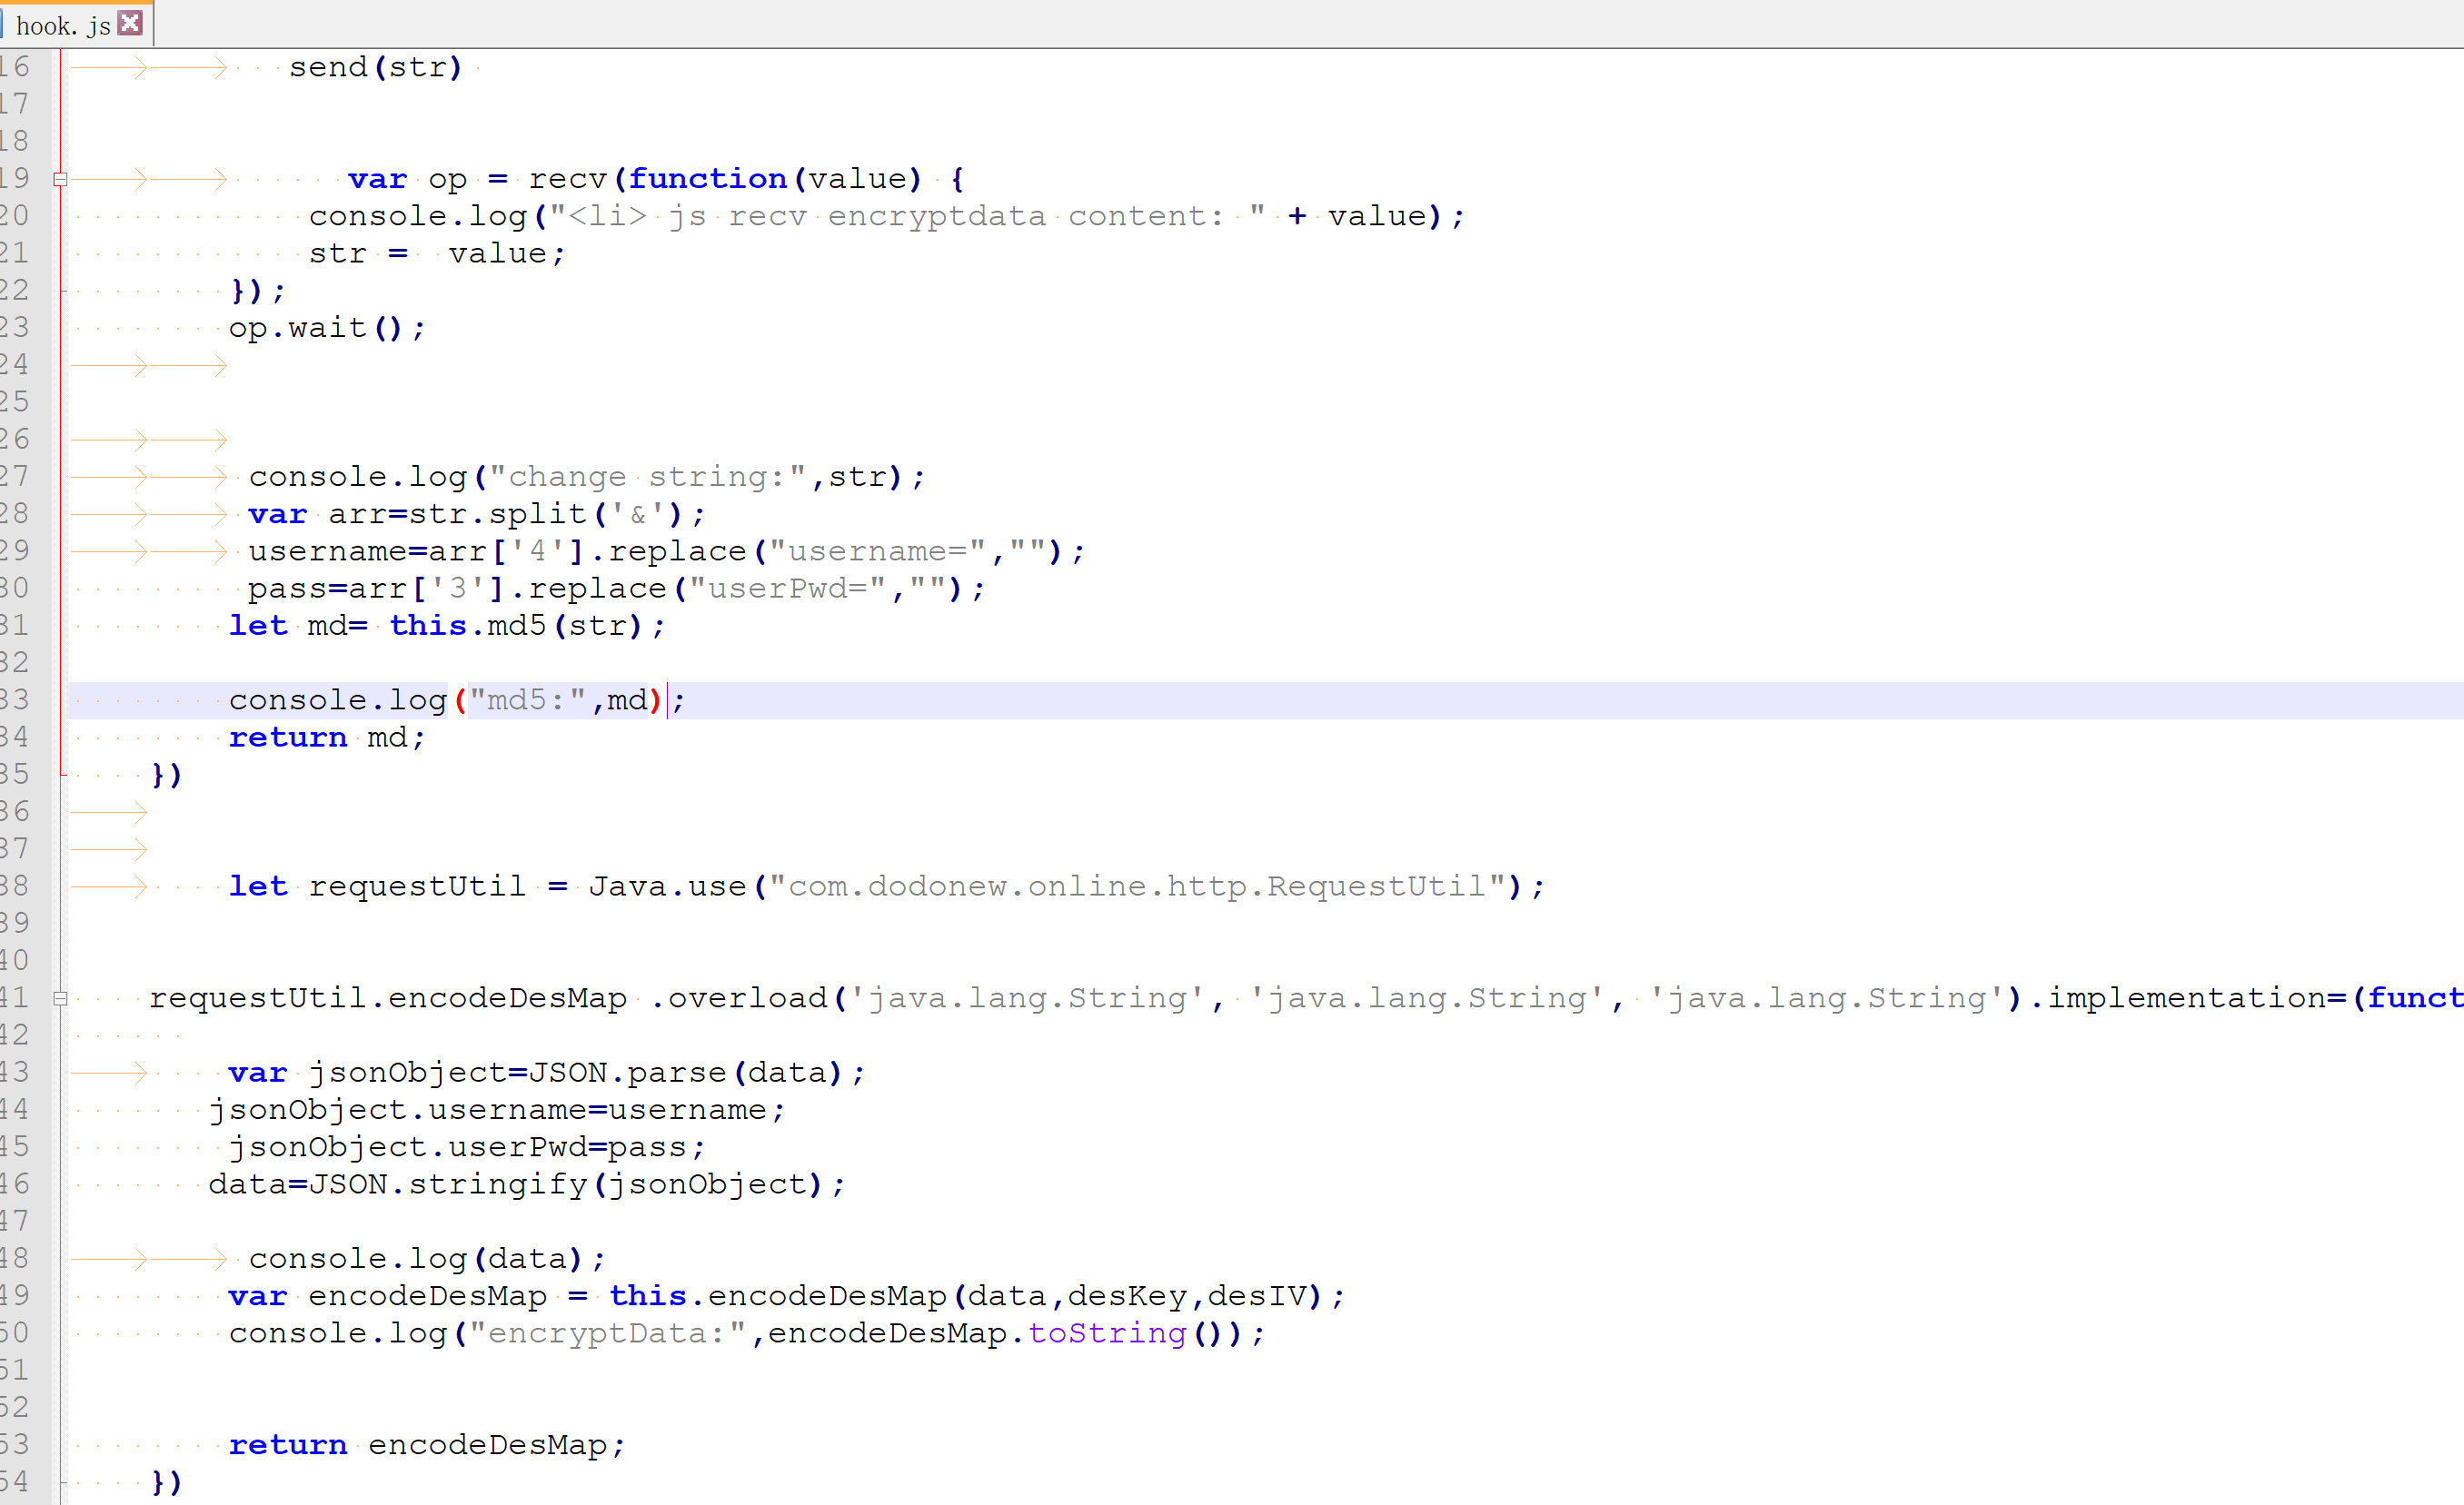 hook.js
16 send(str)
17
18
19 var op = recv(function(value) {
20 console.log("<li> js recv encryptdata content: " + value);
21 str =  value;
22 });
23 op.wait();
24
25
26
27 console.log("change string:",str);
28 var arr=str.split('&');
29 username=arr['4'].replace("username=","");
30 pass=arr['3'].replace("userPwd=","");
31 let md= this.md5(str);
32
33 console.log("md5:",md);
34 return md;
35 })
36
37
38 let requestUtil = Java.use("com.dodonew.online.http.RequestUtil");
39
40
41 requestUtil.encodeDesMap .overload('java.lang.String', 'java.lang.String', 'java.lang.String').implementation=(funct
42
43 var jsonObject=JSON.parse(data);
44 jsonObject.username=username;
45 jsonObject.userPwd=pass;
46 data=JSON.stringify(jsonObject);
47
48 console.log(data);
49 var encodeDesMap = this.encodeDesMap(data,desKey,desIV);
50 console.log("encryptData:",encodeDesMap.toString());
51
52
53 return encodeDesMap;
54 })